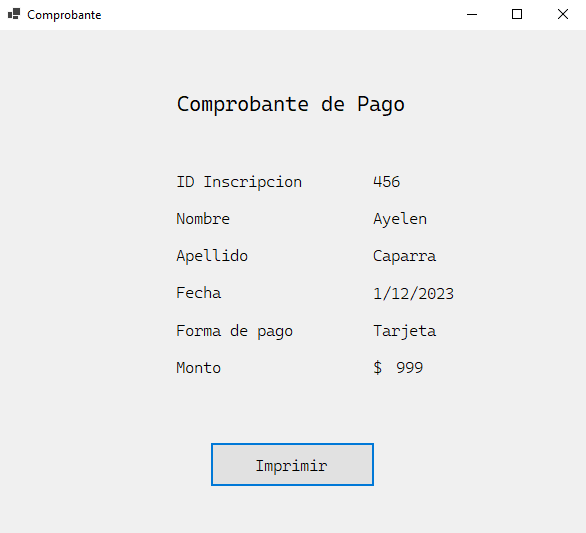 Comprobante
Comprobante de Pago
ID Inscripcion 456
Nombre Ayelen
Apellido Caparra
Fecha 1/12/2023
Forma de pago Tarjeta
Monto $ 999
Imprimir